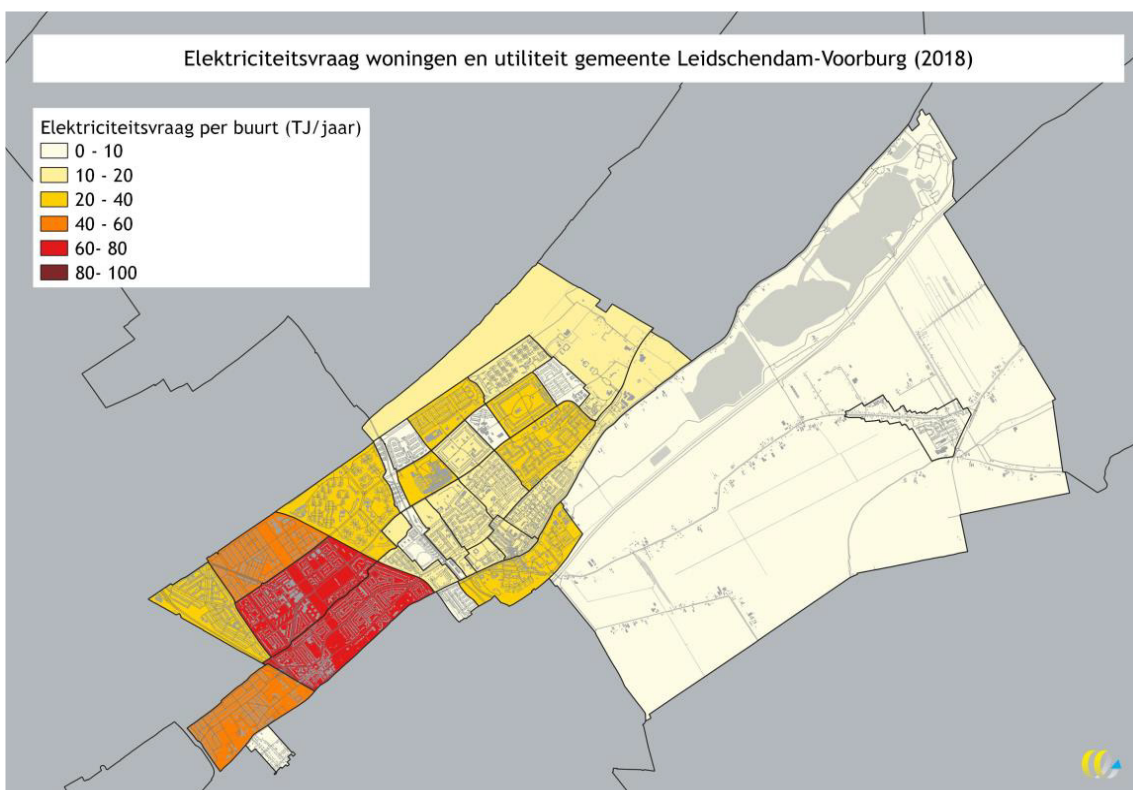 Elektriciteitsvraag woningen en utiliteit gemeente Leidschendam-Voorburg (2018)
Elektriciteitsvraag per buurt (TJ/jaar)
0 - 10
10 - 20
20 - 40
40 - 60
60- 80
80- 100